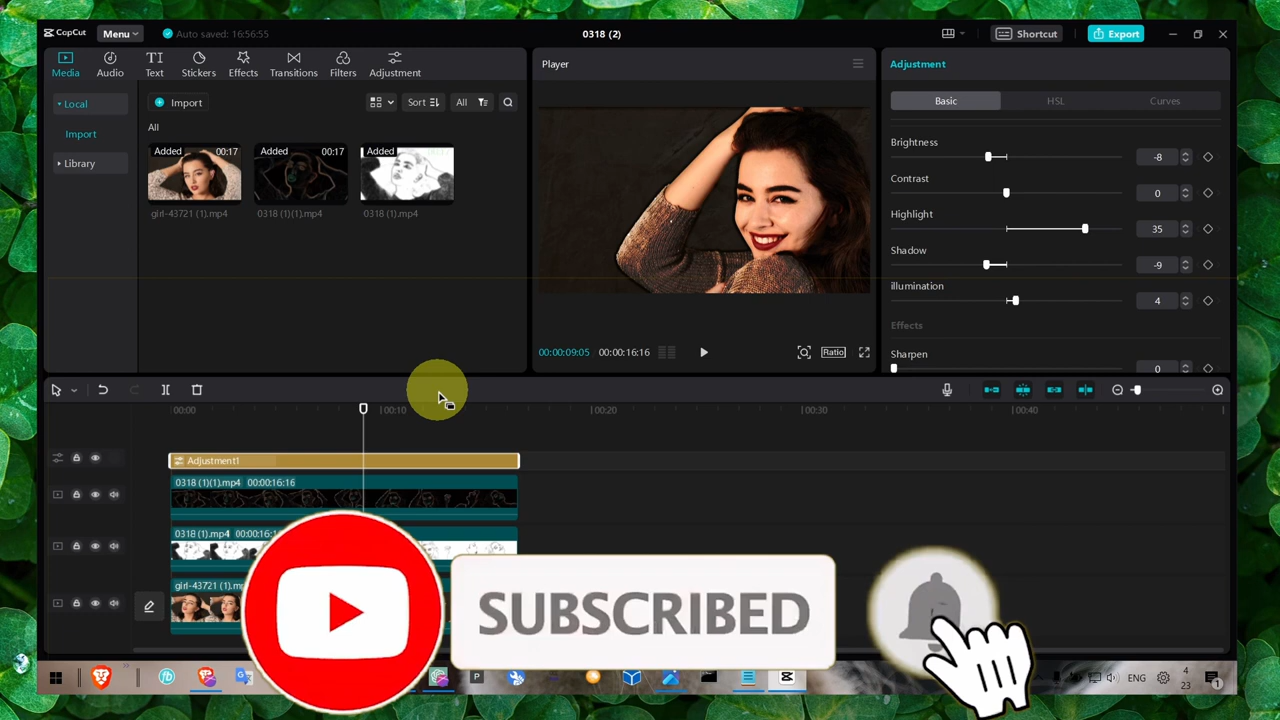 CapCut Menu Auto saved: 16:56:55 0318 (2) Shortcut Export
Media Audio Text Stickers Effects Transitions Filters Adjustment
Local
Import
Library
Import Sort All
All
Added 00:17 Added 00:17 Added
girl-43721 (1).mp4 0318 (1)(1).mp4 0318 (1).mp4
Player
00:00:09:05 00:00:16:16 Ratio
Adjustment
Basic HSL Curves
Brightness
-8
Contrast
0
Highlight
35
Shadow
-9
illumination
4
Effects
Sharpen
0
00:00 00:10 00:20 00:30 00:40
Adjustment1
0318 (1)(1).mp4 00:00:16:16
0318 (1).mp4
girl-43721 (1)
SUBSCRIBED
ENG
23